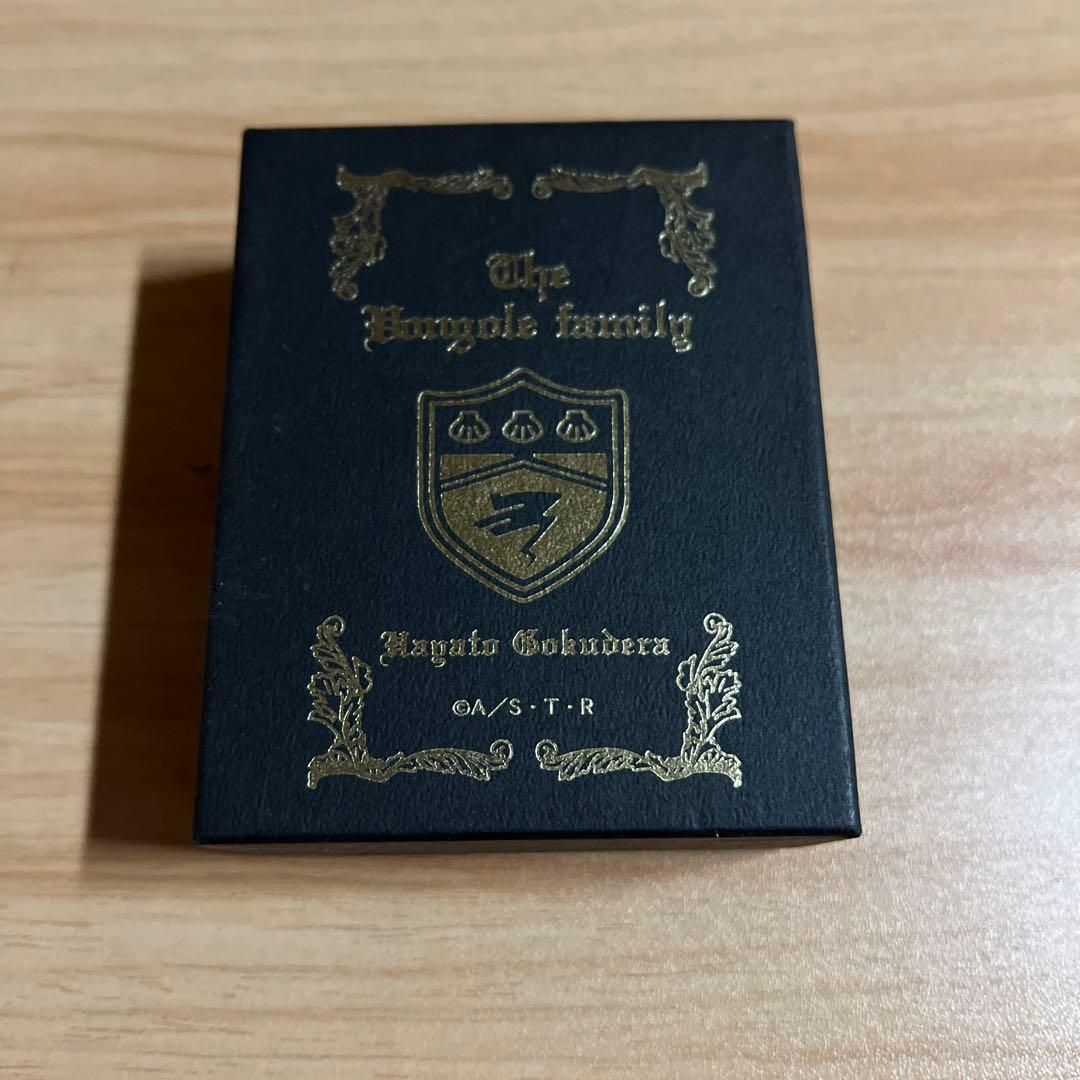 The
Vongole family
Hayato Gokudera
©A/S·T·R